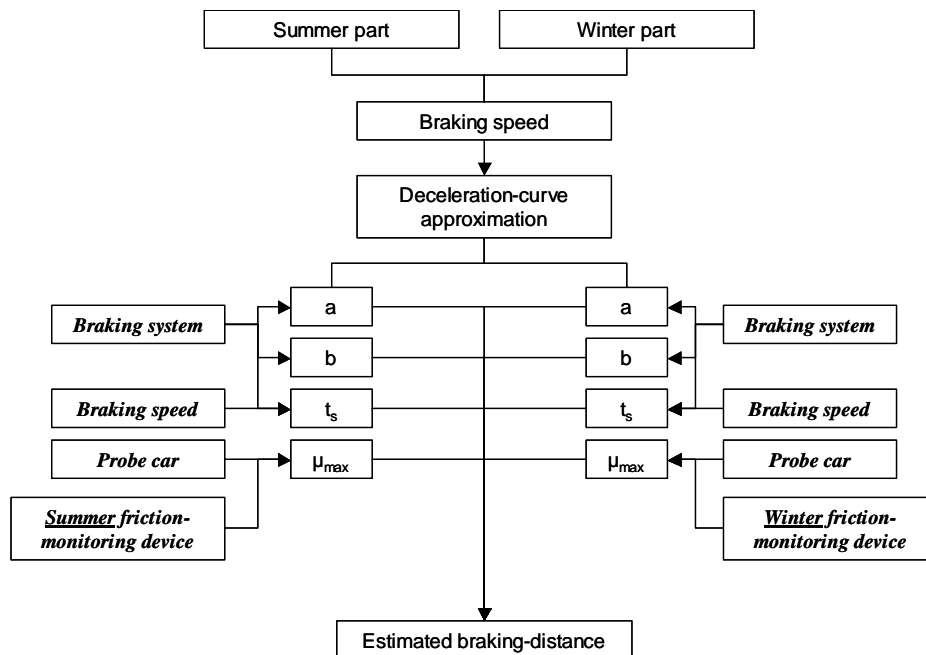 Summer part
Winter part
Braking speed
Deceleration-curve
approximation
a
a
Braking system
Braking system
b
b
Braking speed
tₛ
tₛ
Braking speed
Probe car
μmax
μmax
Probe car
Summer friction-
monitoring device
Winter friction-
monitoring device
Estimated braking-distance